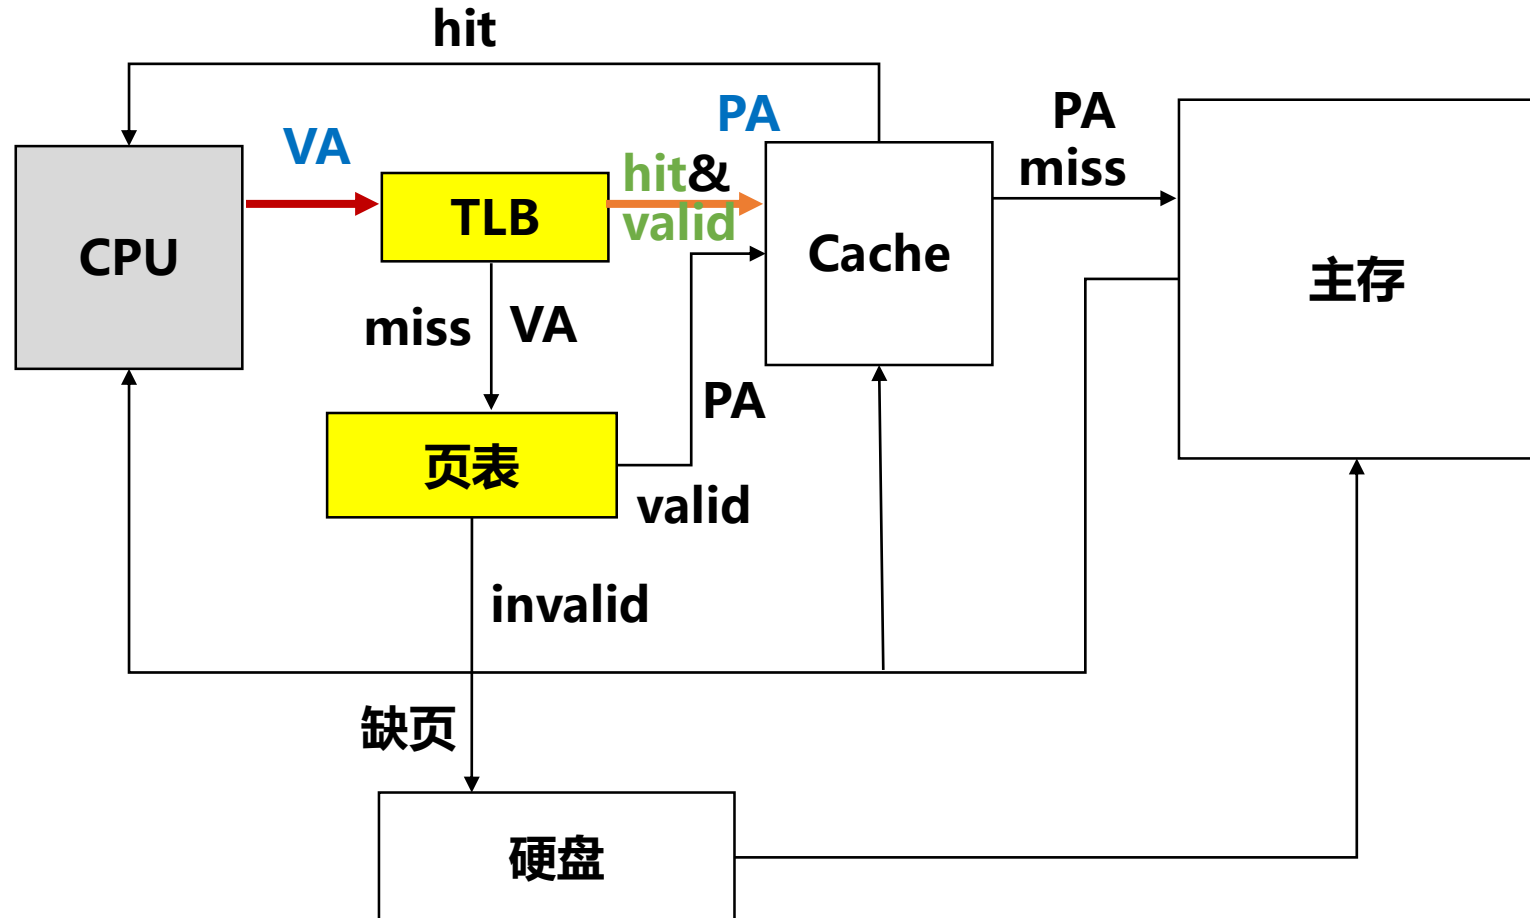 hit
VA
PA
PA
miss
hit&
valid
CPU
TLB
Cache
主存
miss
VA
PA
页表
valid
invalid
缺页
硬盘